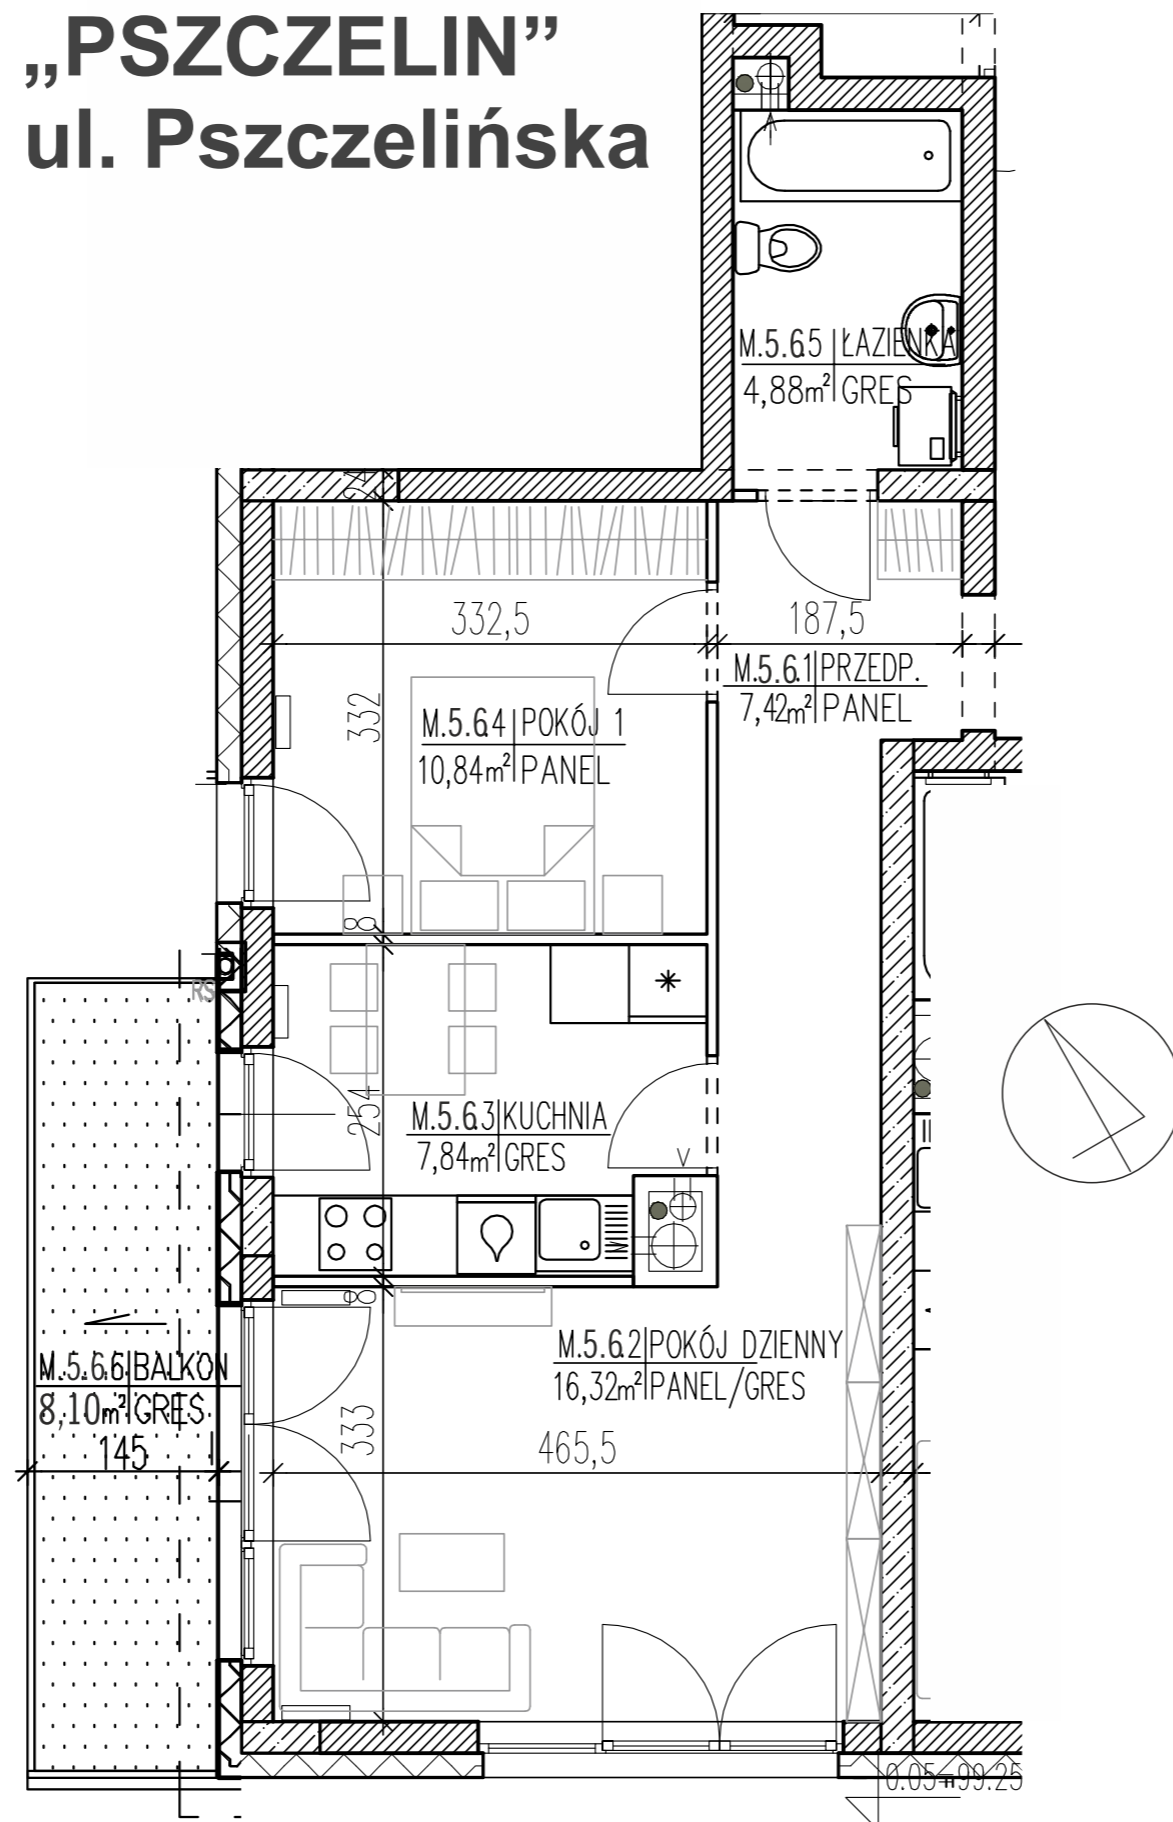 „PSZCZELIN”
ul. Pszczelińska
M.5.6.5 ŁAZIENKA
4,88m² GRES
24
332,5
187,5
M.5.6.1 PRZEDP.
7,42m² PANEL
332
M.5.6.4 POKÓJ 1
10,84m² PANEL
8
RS
254
M.5.6.3 KUCHNIA
7,84m² GRES
8
M.5.6.2 POKÓJ DZIENNY
16,32m² PANEL/GRES
M.5.6.6 BALKON
8,10m² GRES
145
333
465,5
0.05=99.25